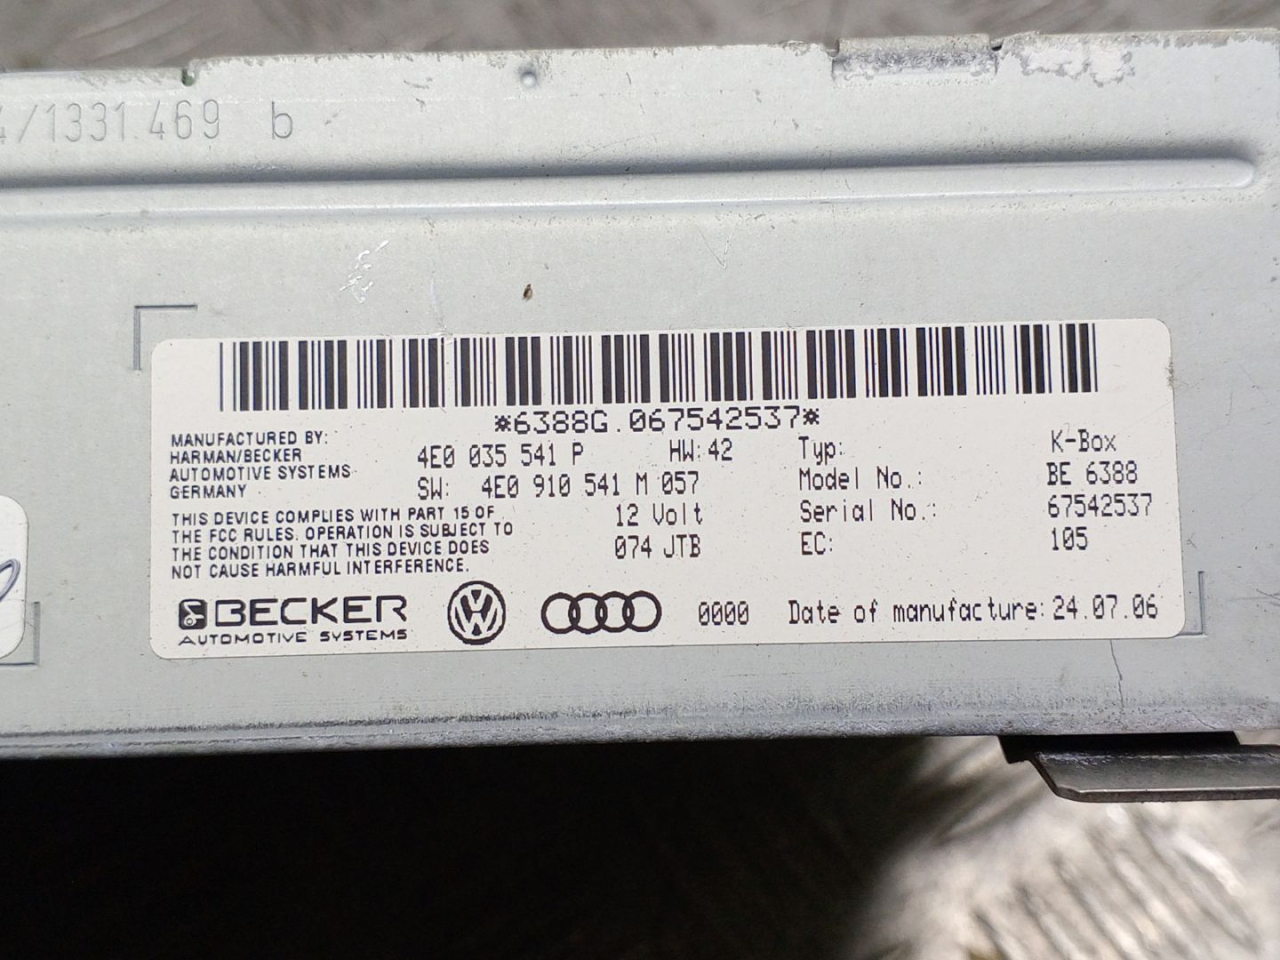 4/1331.469 b
*6388G.067542537*
MANUFACTURED BY:
HARMAN/BECKER
AUTOMOTIVE SYSTEMS
GERMANY
4E0 035 541 P HW:42
SW: 4E0 910 541 M 057
THIS DEVICE COMPLIES WITH PART 15 OF
THE FCC RULES. OPERATION IS SUBJECT TO
THE CONDITION THAT THIS DEVICE DOES
NOT CAUSE HARMFUL INTERFERENCE.
12 Volt
074 JTB
Typ: K-Box
Model No.: BE 6388
Serial No.: 67542537
EC: 105
BECKER
AUTOMOTIVE SYSTEMS
VW
0000 Date of manufacture:24.07.06